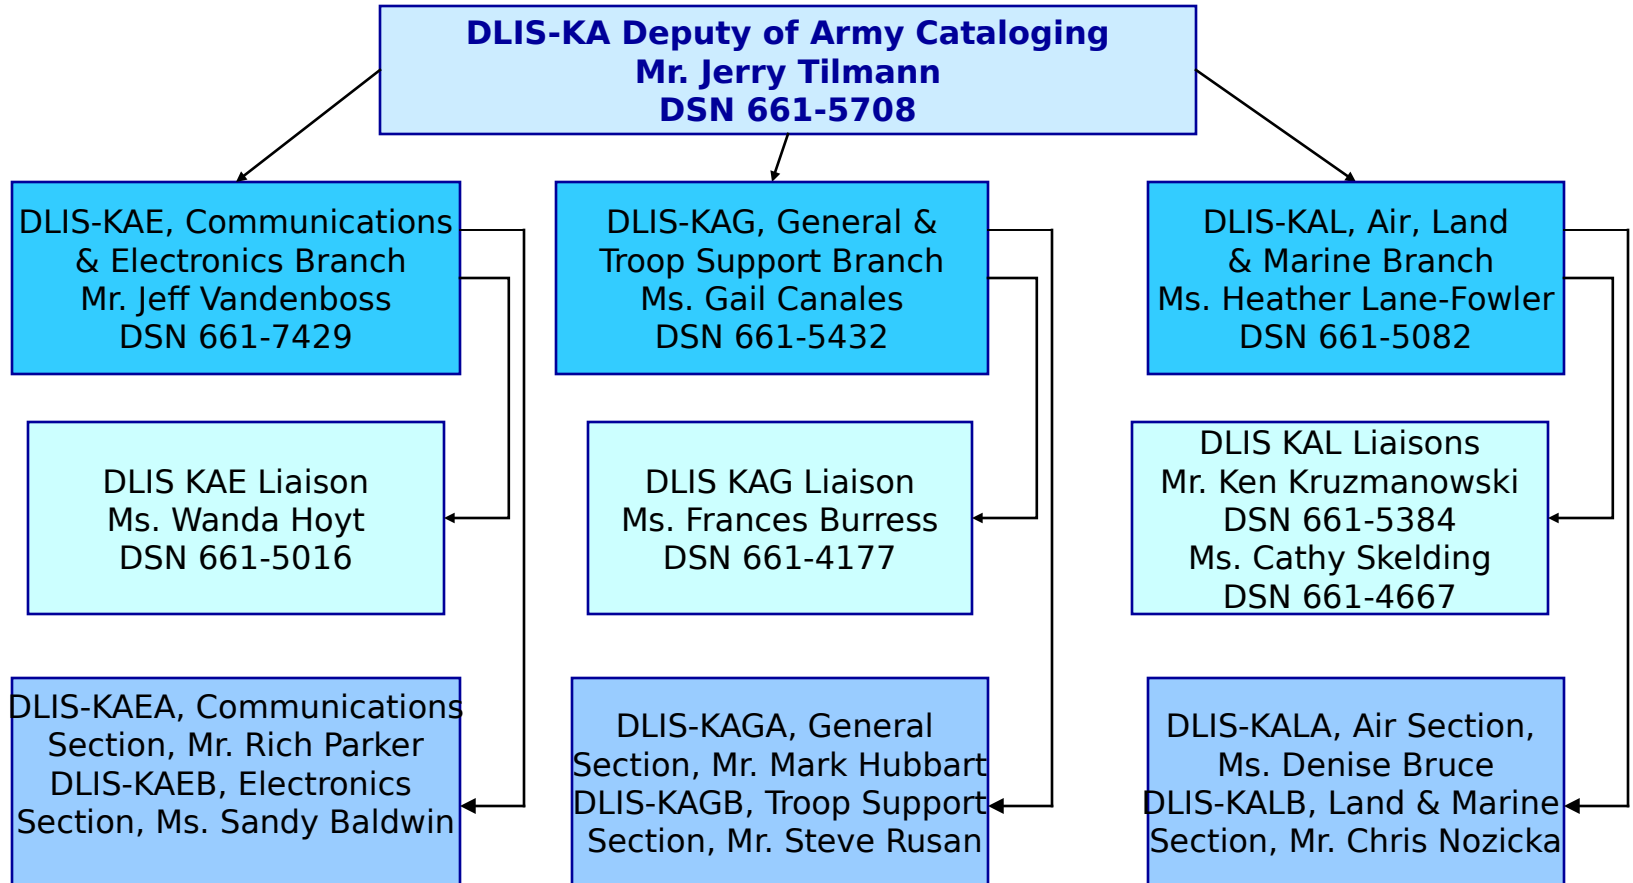 DLIS-KA Deputy of Army Cataloging
Mr. Jerry Tilmann
DSN 661-5708
DLIS-KAE, Communications
& Electronics Branch
Mr. Jeff Vandenboss
DSN 661-7429
DLIS-KAG, General &
Troop Support Branch
Ms. Gail Canales
DSN 661-5432
DLIS-KAL, Air, Land
& Marine Branch
Ms. Heather Lane-Fowler
DSN 661-5082
DLIS KAE Liaison
Ms. Wanda Hoyt
DSN 661-5016
DLIS KAG Liaison
Ms. Frances Burress
DSN 661-4177
DLIS KAL Liaisons
Mr. Ken Kruzmanowski
DSN 661-5384
Ms. Cathy Skelding
DSN 661-4667
DLIS-KAEA, Communications
Section, Mr. Rich Parker
DLIS-KAEB, Electronics
Section, Ms. Sandy Baldwin
DLIS-KAGA, General
Section, Mr. Mark Hubbart
DLIS-KAGB, Troop Support
Section, Mr. Steve Rusan
DLIS-KALA, Air Section,
Ms. Denise Bruce
DLIS-KALB, Land & Marine
Section, Mr. Chris Nozicka